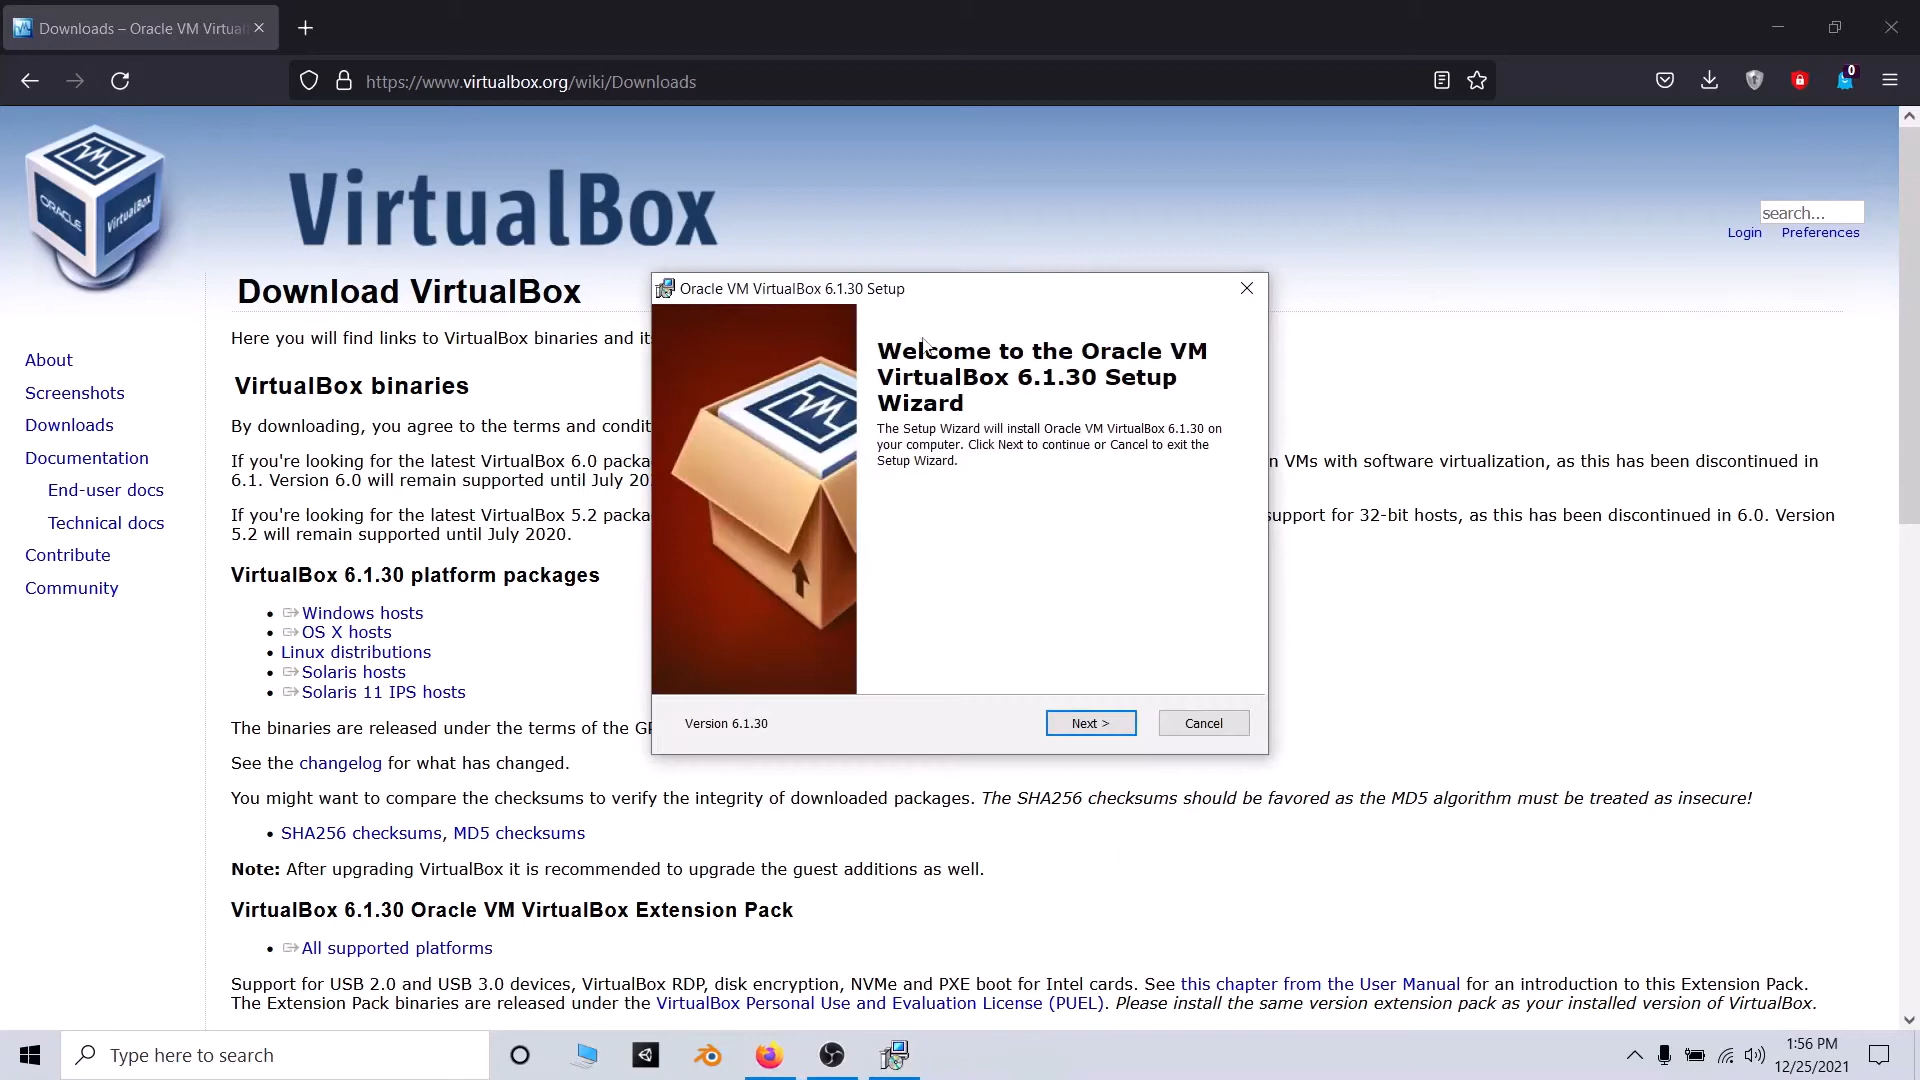 Downloads – Oracle VM Virtual
https://www.virtualbox.org/wiki/Downloads
0
ORACLE
VirtualBox
VirtualBox
search...
Login Preferences
About
Screenshots
Downloads
Documentation
End-user docs
Technical docs
Contribute
Community
Download VirtualBox
Here you will find links to VirtualBox binaries and it
VirtualBox binaries
By downloading, you agree to the terms and condit
If you're looking for the latest VirtualBox 6.0 packa n VMs with software virtualization, as this has been discontinued in
6.1. Version 6.0 will remain supported until July 20
If you're looking for the latest VirtualBox 5.2 packa support for 32-bit hosts, as this has been discontinued in 6.0. Version
5.2 will remain supported until July 2020.
VirtualBox 6.1.30 platform packages
Windows hosts
OS X hosts
Linux distributions
Solaris hosts
Solaris 11 IPS hosts
The binaries are released under the terms of the GP
See the changelog for what has changed.
You might want to compare the checksums to verify the integrity of downloaded packages. The SHA256 checksums should be favored as the MD5 algorithm must be treated as insecure!
SHA256 checksums, MD5 checksums
Note: After upgrading VirtualBox it is recommended to upgrade the guest additions as well.
VirtualBox 6.1.30 Oracle VM VirtualBox Extension Pack
All supported platforms
Support for USB 2.0 and USB 3.0 devices, VirtualBox RDP, disk encryption, NVMe and PXE boot for Intel cards. See this chapter from the User Manual for an introduction to this Extension Pack.
The Extension Pack binaries are released under the VirtualBox Personal Use and Evaluation License (PUEL). Please install the same version extension pack as your installed version of VirtualBox.
Oracle VM VirtualBox 6.1.30 Setup
Welcome to the Oracle VM
VirtualBox 6.1.30 Setup
Wizard
The Setup Wizard will install Oracle VM VirtualBox 6.1.30 on
your computer. Click Next to continue or Cancel to exit the
Setup Wizard.
Version 6.1.30
Next >
Cancel
Type here to search
1:56 PM
12/25/2021